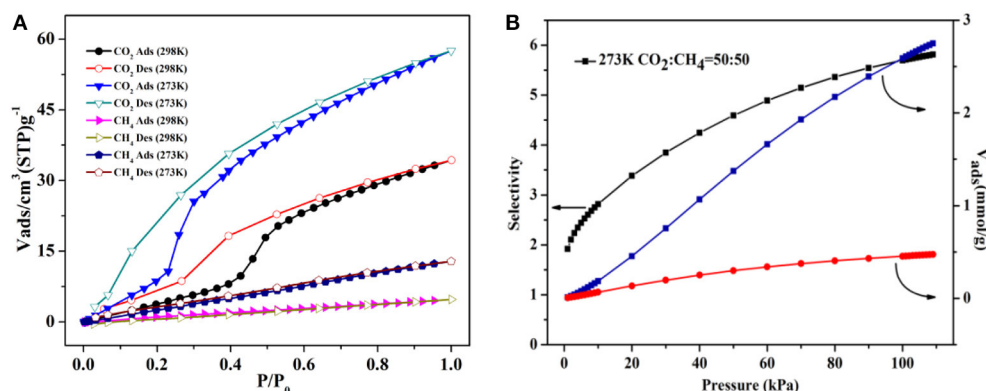 A
60
45
30
15
0
Vads/cm³ (STP)g⁻¹
CO₂ Ads (298K)
CO₂ Des (298K)
CO₂ Ads (273K)
CO₂ Des (273K)
CH₄ Ads (298K)
CH₄ Des (298K)
CH₄ Ads (273K)
CH₄ Des (273K)
0.0 0.2 0.4 0.6 0.8 1.0
P/P₀
B
6
5
4
3
2
1
0
Selectivity
273K CO₂:CH₄=50:50
3
2
1
0
Vads(mmol/g)
0 20 40 60 80 100
Pressure (kPa)